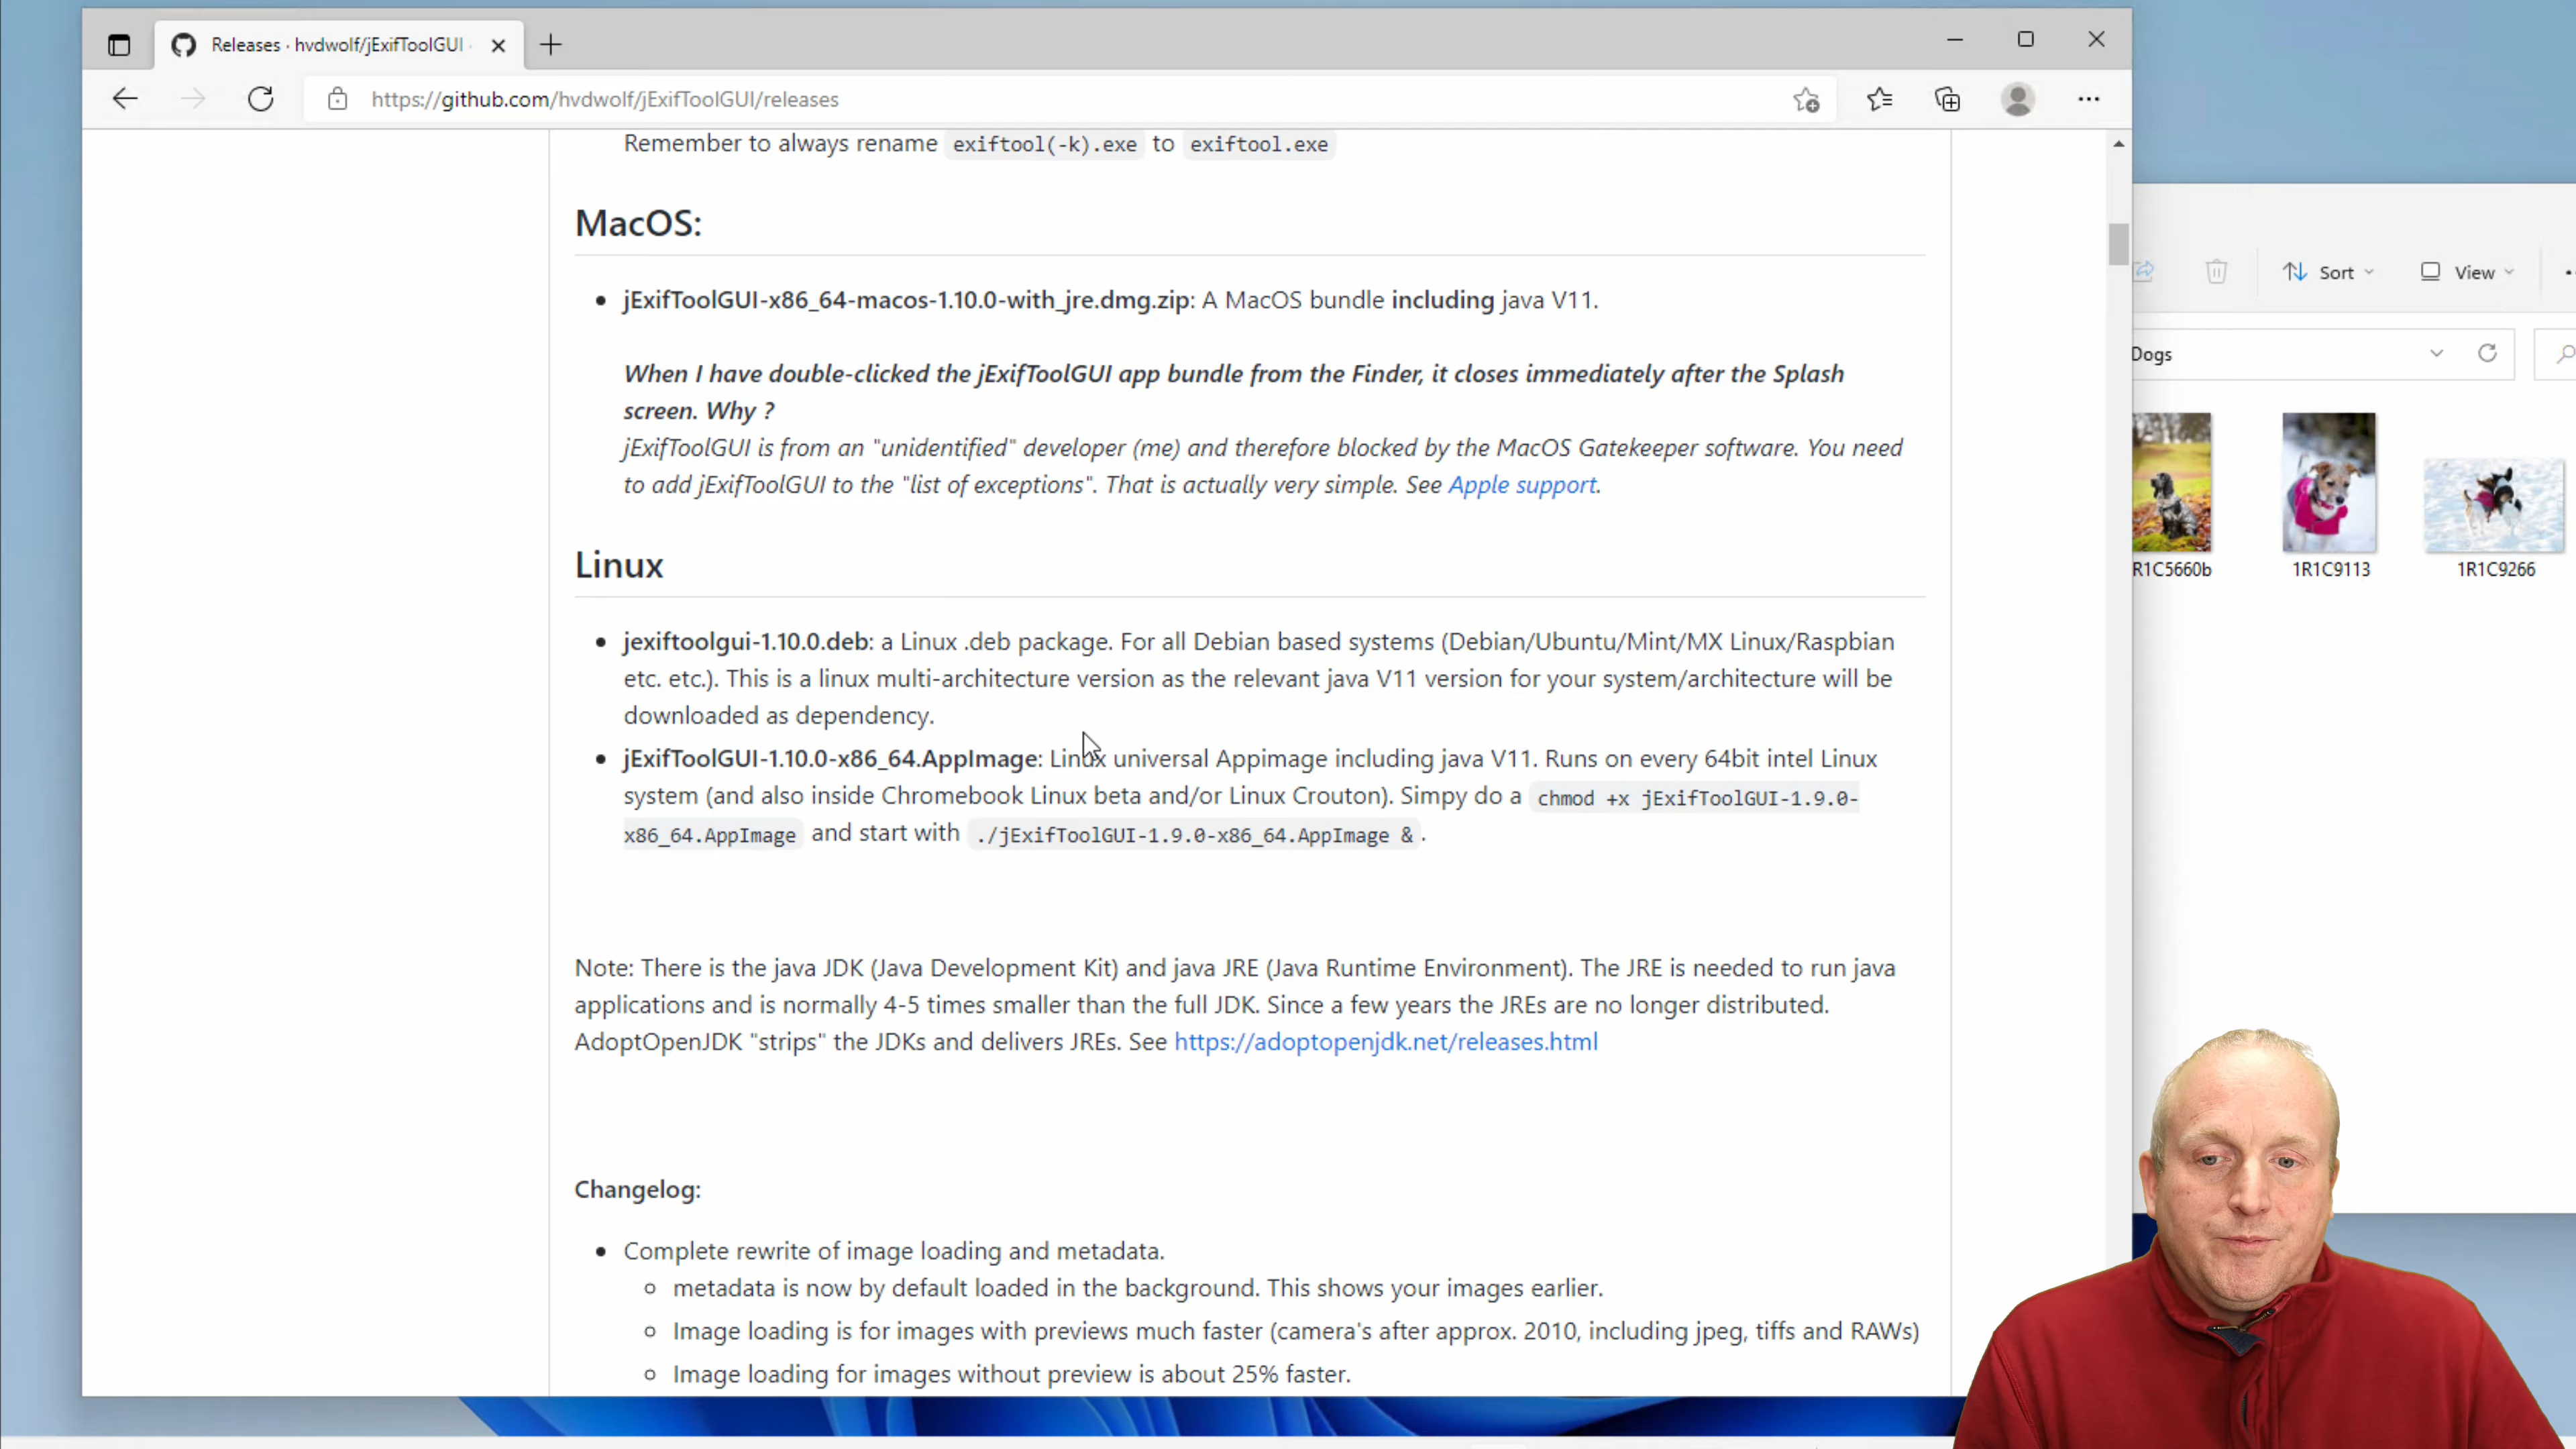 Releases · hvdwolf/jExifToolGUI
https://github.com/hvdwolf/jExifToolGUI/releases
Remember to always rename exiftool(-k).exe to exiftool.exe
MacOS:
jExifToolGUI-x86_64-macos-1.10.0-with_jre.dmg.zip: A MacOS bundle including java V11.
When I have double-clicked the jExifToolGUI app bundle from the Finder, it closes immediately after the Splash
screen. Why ?
jExifToolGUI is from an "unidentified" developer (me) and therefore blocked by the MacOS Gatekeeper software. You need
to add jExifToolGUI to the "list of exceptions". That is actually very simple. See Apple support.
Linux
jexiftoolgui-1.10.0.deb: a Linux .deb package. For all Debian based systems (Debian/Ubuntu/Mint/MX Linux/Raspbian
etc. etc.). This is a linux multi-architecture version as the relevant java V11 version for your system/architecture will be
downloaded as dependency.
jExifToolGUI-1.10.0-x86_64.AppImage: Linux universal Appimage including java V11. Runs on every 64bit intel Linux
system (and also inside Chromebook Linux beta and/or Linux Crouton). Simpy do a chmod +x jExifToolGUI-1.9.0-
x86_64.AppImage and start with ./jExifToolGUI-1.9.0-x86_64.AppImage & .
Note: There is the java JDK (Java Development Kit) and java JRE (Java Runtime Environment). The JRE is needed to run java
applications and is normally 4-5 times smaller than the full JDK. Since a few years the JREs are no longer distributed.
AdoptOpenJDK "strips" the JDKs and delivers JREs. See https://adoptopenjdk.net/releases.html
Changelog:
Complete rewrite of image loading and metadata.
metadata is now by default loaded in the background. This shows your images earlier.
Image loading is for images with previews much faster (camera's after approx. 2010, including jpeg, tiffs and RAWs)
Image loading for images without preview is about 25% faster.
Sort
View
Dogs
R1C5660b
1R1C9113
1R1C9266